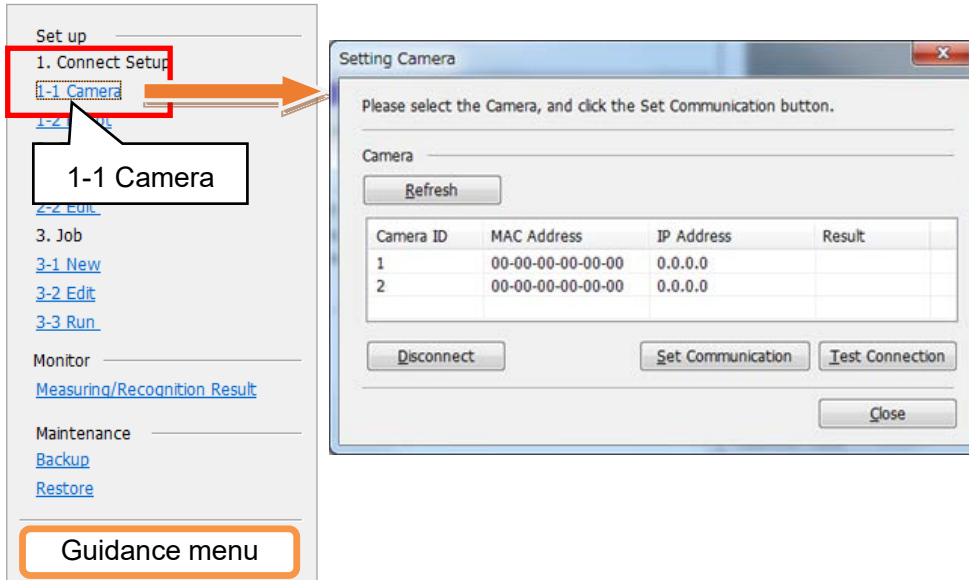 Set up
1. Connect Setup
1-1 Camera
1-1 Camera
2-2 Edit
3. Job
3-1 New
3-2 Edit
3-3 Run
Monitor
Measuring/Recognition Result
Maintenance
Backup
Restore
Guidance menu
Setting Camera
Please select the Camera, and click the Set Communication button.
Camera
Refresh
Camera ID MAC Address IP Address Result
1 00-00-00-00-00-00 0.0.0.0
2 00-00-00-00-00-00 0.0.0.0
Disconnect Set Communication Test Connection
Close